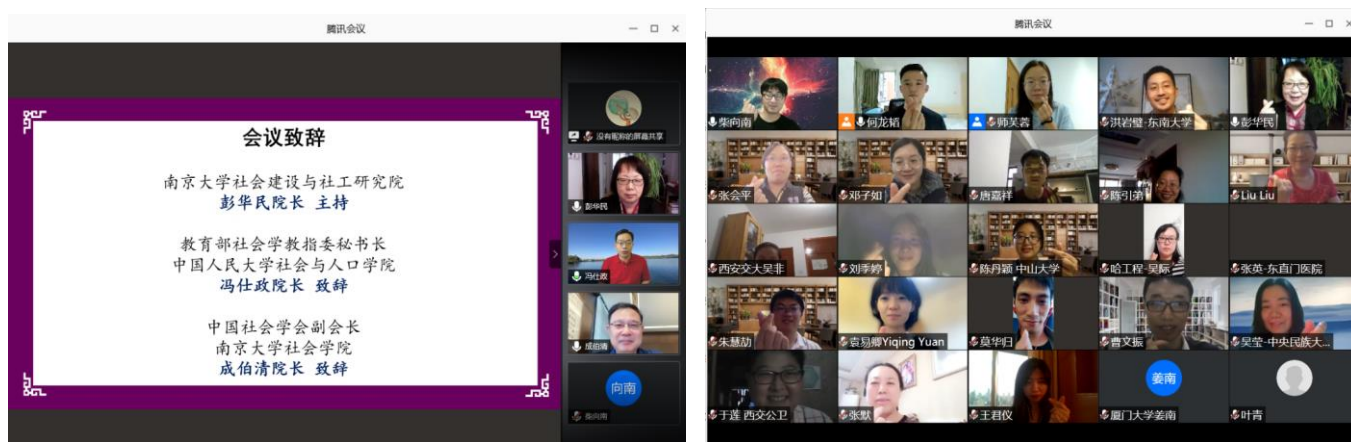 腾讯会议
会议致辞
南京大学社会建设与社工研究院
彭华民院长 主持
教育部社会学教指委秘书长
中国人民大学社会与人口学院
冯仕政院长 致辞
中国社会学会副会长
南京大学社会学院
成伯清院长 致辞
没有昵称的屏幕共享
彭华民
冯仕政
成伯清
向南
柴向南
腾讯会议
柴向南
何龙韬
师芙蓉
洪岩璧-东南大学
彭华民
张会平
邓子如
唐嘉祥
陈引弟
Liu Liu
西安交大吴非
刘季婷
陈丹颖 中山大学
哈工程-吴际
张英-东直门医院
朱慧劼
袁易卿Yiqing Yuan
莫华归
曹文振
吴莹-中央民族大...
于莲 西交公卫
张默
王君仪
姜南
厦门大学姜南
叶青